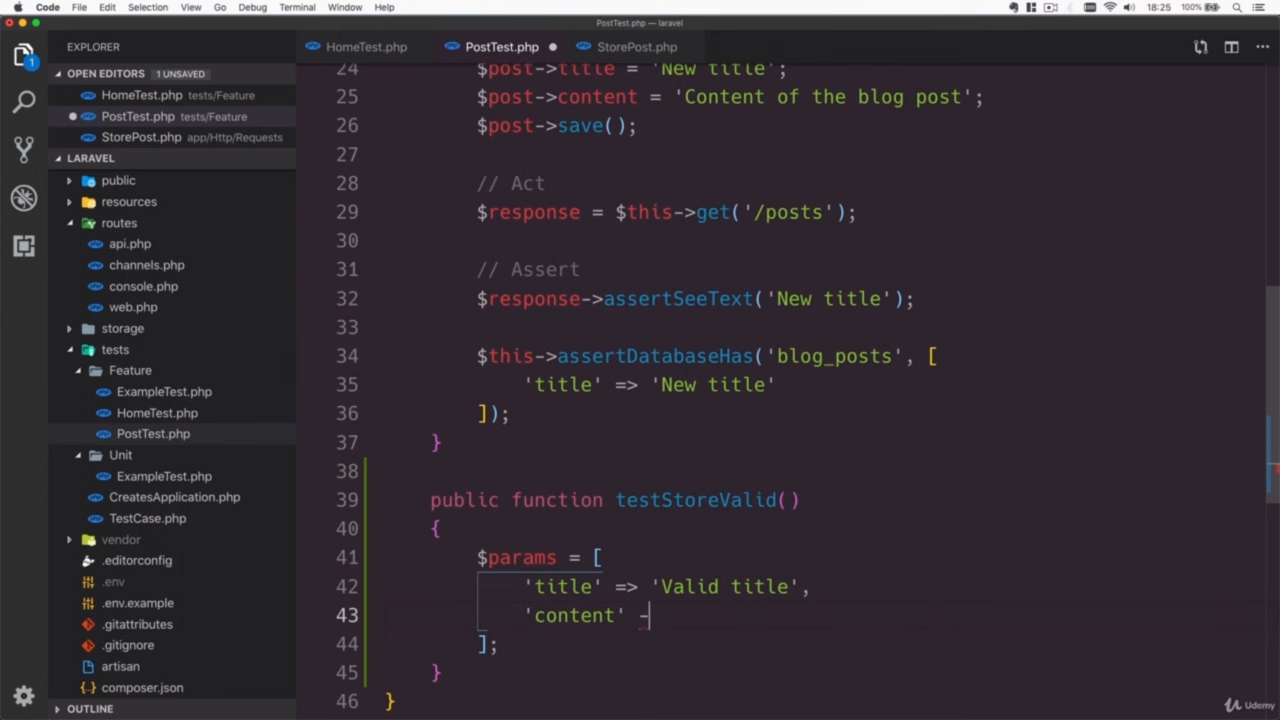 Code File Edit Selection View Go Debug Terminal Window Help 18:25 100%
PostTest.php — laravel
EXPLORER
HomeTest.php PostTest.php StorePost.php
OPEN EDITORS 1 UNSAVED
HomeTest.php tests/Feature
PostTest.php tests/Feature
StorePost.php app/Http/Requests
LARAVEL
public
resources
routes
api.php
channels.php
console.php
web.php
storage
tests
Feature
ExampleTest.php
HomeTest.php
PostTest.php
Unit
ExampleTest.php
CreatesApplication.php
TestCase.php
vendor
.editorconfig
.env
.env.example
.gitattributes
.gitignore
artisan
composer.json
OUTLINE
1
24 $post->title = 'New title';
25 $post->content = 'Content of the blog post';
26 $post->save();
27
28 // Act
29 $response = $this->get('/posts');
30
31 // Assert
32 $response->assertSeeText('New title');
33
34 $this->assertDatabaseHas('blog_posts', [
35 'title' => 'New title'
36 ]);
37 }
38
39 public function testStoreValid()
40 {
41 $params = [
42 'title' => 'Valid title',
43 'content' -
44 ];
45 }
46 }
Udemy